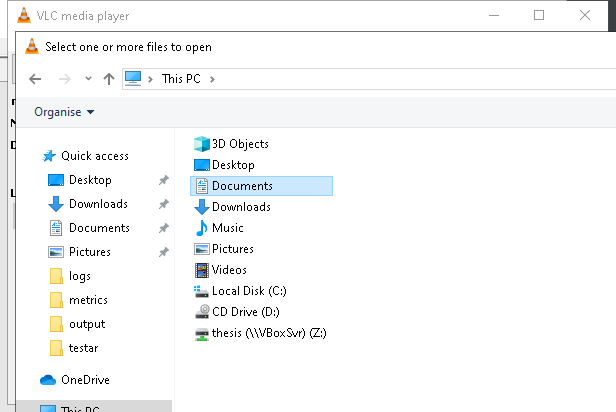 VLC media player
Select one or more files to open
This PC
Organise
Quick access
Desktop
Downloads
Documents
Pictures
logs
metrics
output
testar
OneDrive
This PC
3D Objects
Desktop
Documents
Downloads
Music
Pictures
Videos
Local Disk (C:)
CD Drive (D:)
thesis (\\VBoxSvr) (Z:)